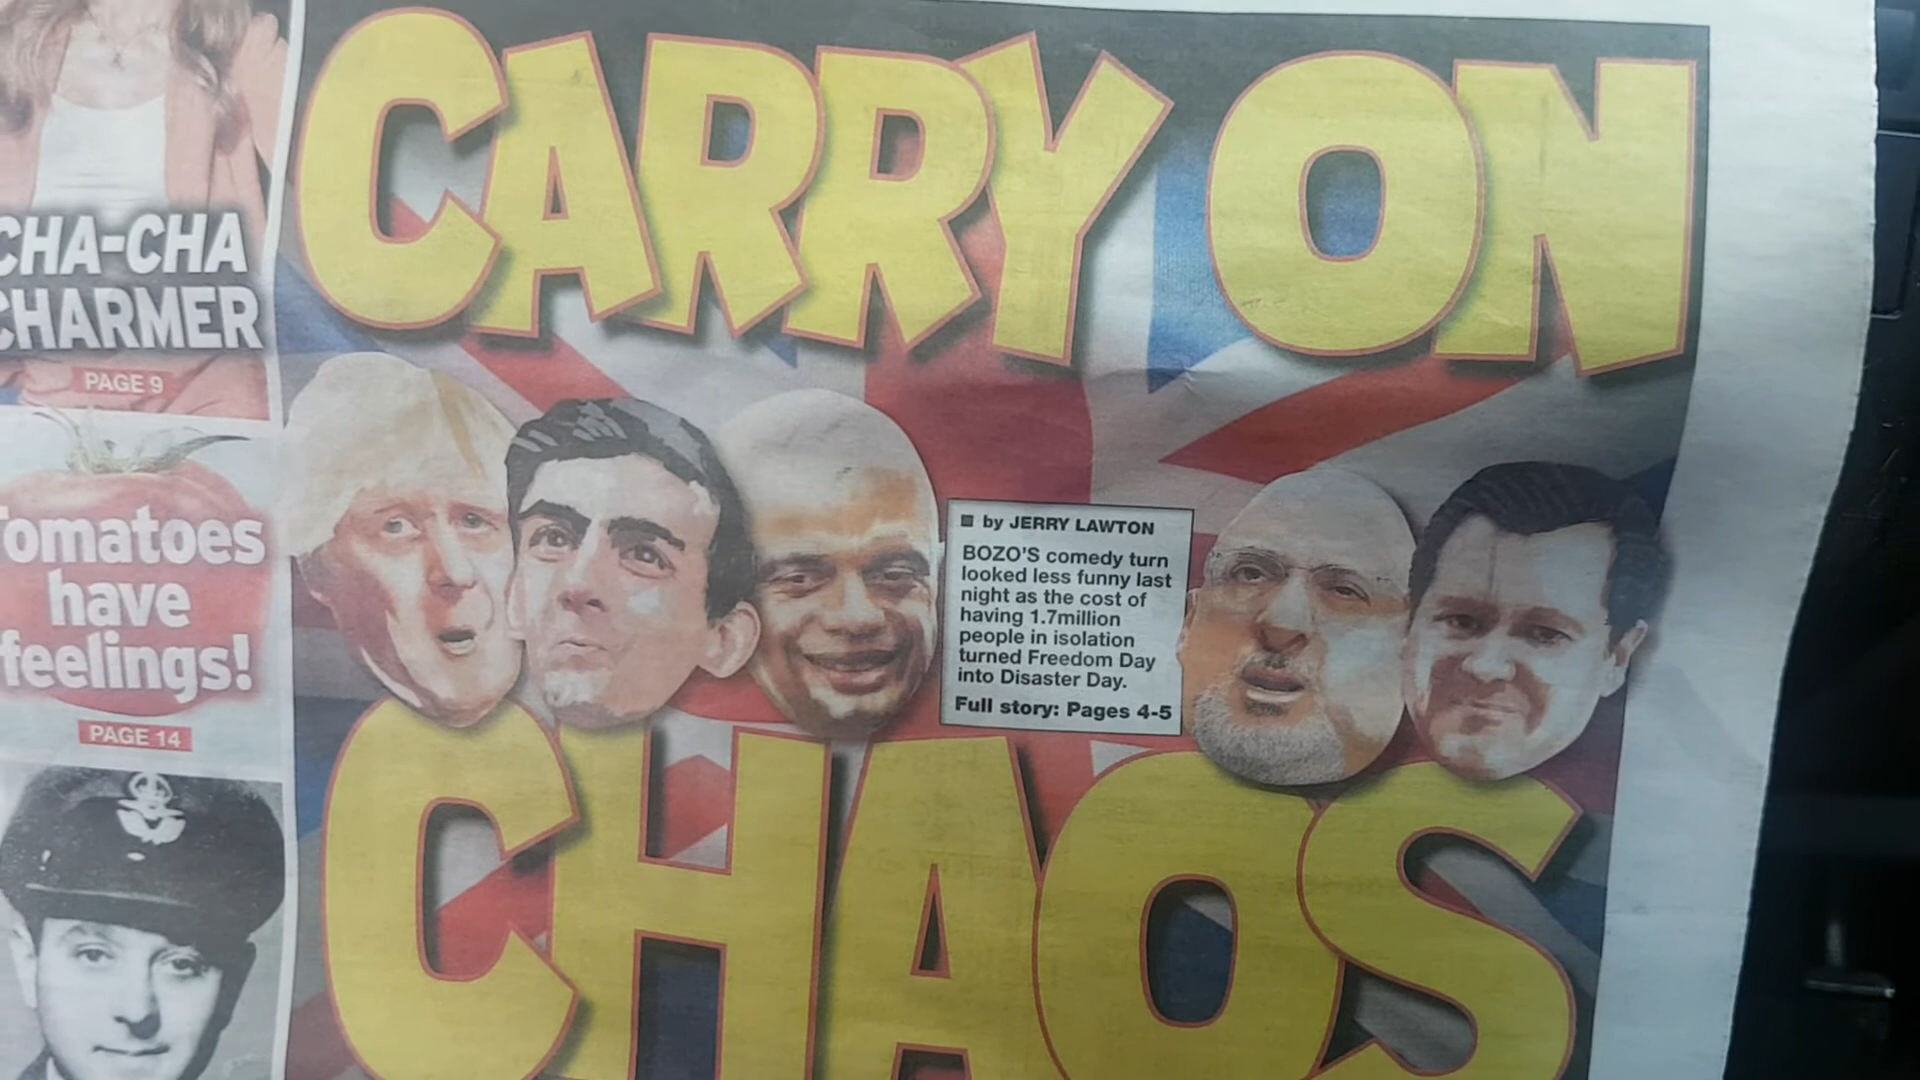 CARRY ON
CHAOS
CHA-CHA
CHARMER
PAGE 9
Tomatoes
have
feelings!
PAGE 14
■ by JERRY LAWTON
BOZO'S comedy turn
looked less funny last
night as the cost of
having 1.7million
people in isolation
turned Freedom Day
into Disaster Day.
Full story: Pages 4-5